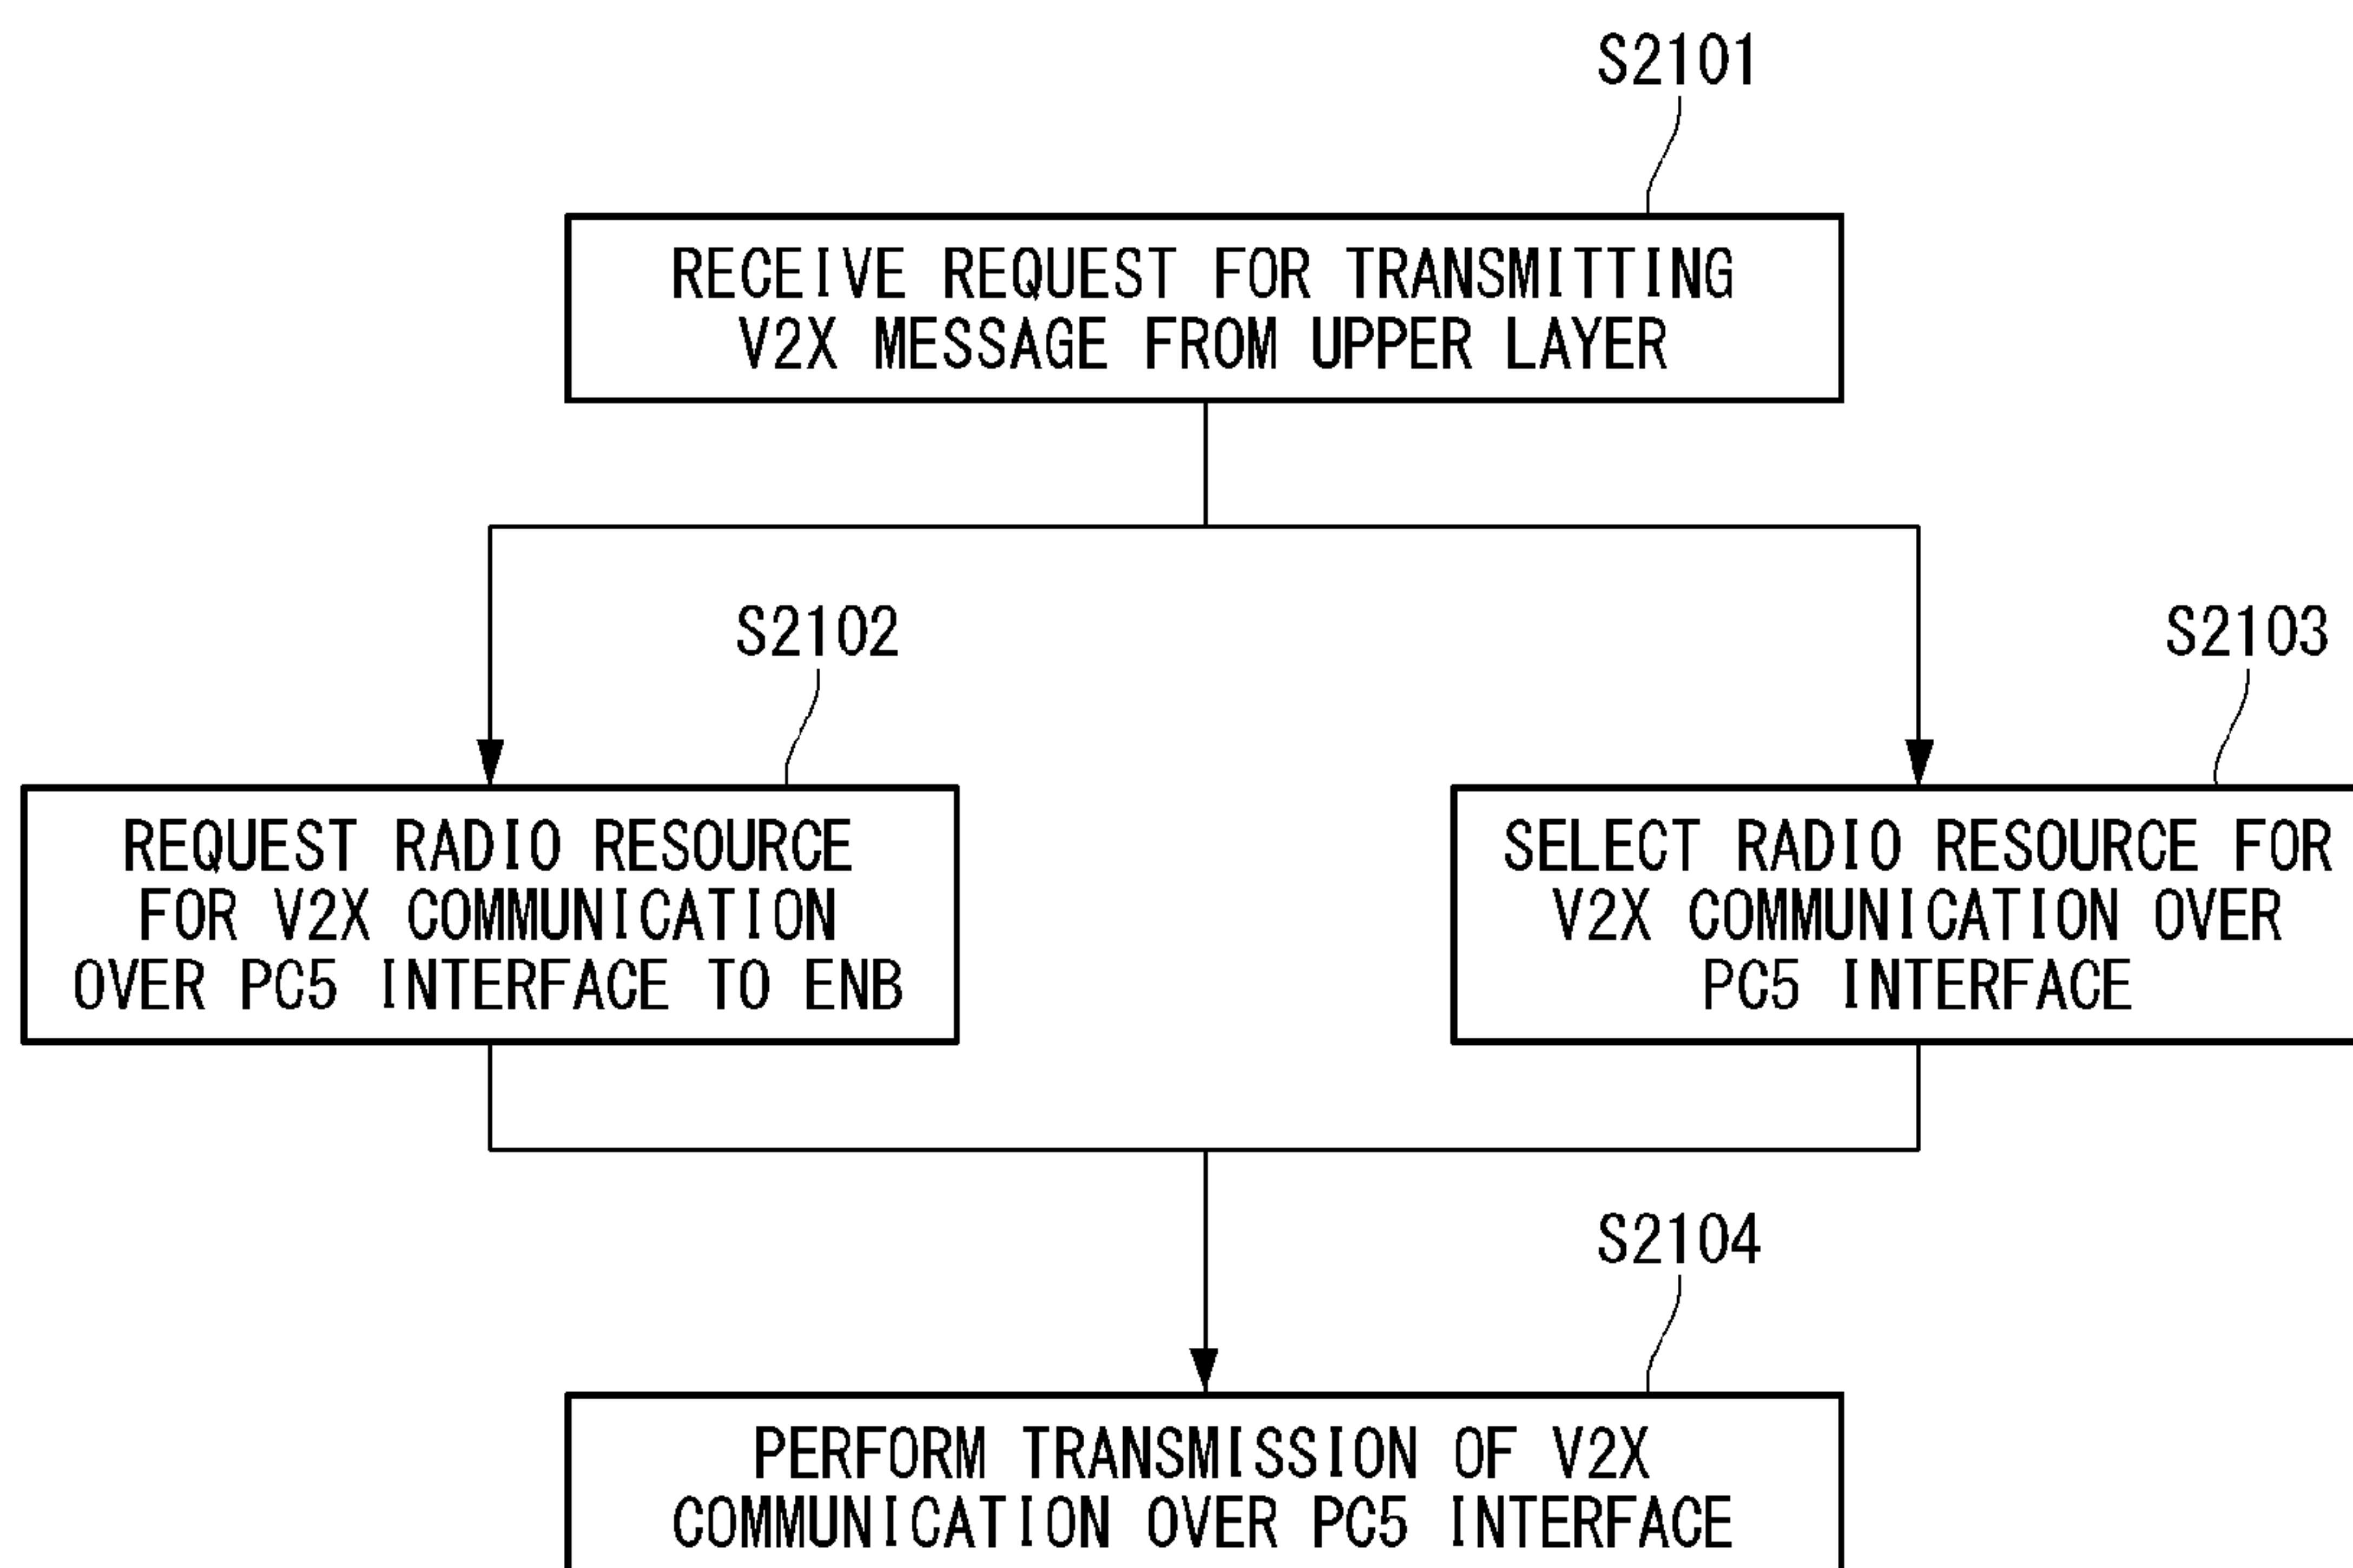 S2101
RECEIVE REQUEST FOR TRANSMITTING
V2X MESSAGE FROM UPPER LAYER
S2102
REQUEST RADIO RESOURCE
FOR V2X COMMUNICATION
OVER PC5 INTERFACE TO ENB
S2103
SELECT RADIO RESOURCE FOR
V2X COMMUNICATION OVER
PC5 INTERFACE
S2104
PERFORM TRANSMISSION OF V2X
COMMUNICATION OVER PC5 INTERFACE